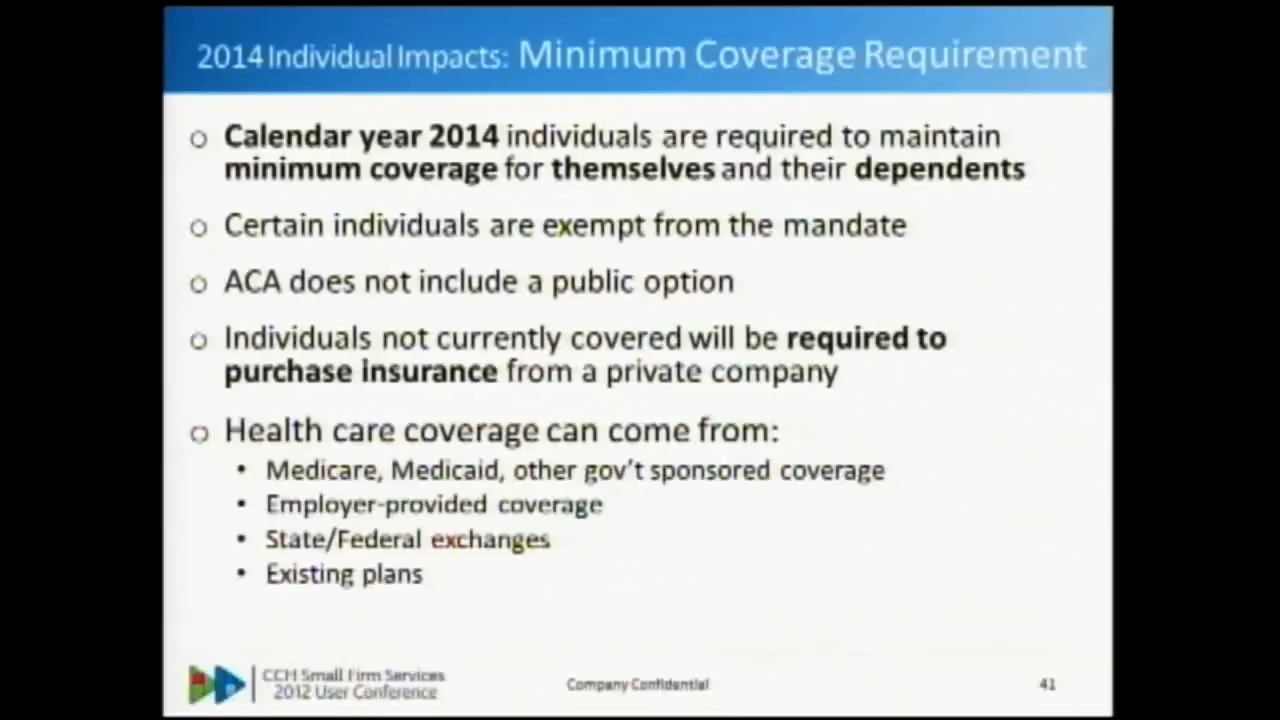 2014 Individual Impacts: Minimum Coverage Requirement
o Calendar year 2014 individuals are required to maintain
minimum coverage for themselves and their dependents
o Certain individuals are exempt from the mandate
o ACA does not include a public option
o Individuals not currently covered will be required to
purchase insurance from a private company
o Health care coverage can come from:
• Medicare, Medicaid, other gov't sponsored coverage
• Employer-provided coverage
• State/Federal exchanges
• Existing plans
CCH Small Firm Services
2012 User Conference
Company Confidential
41